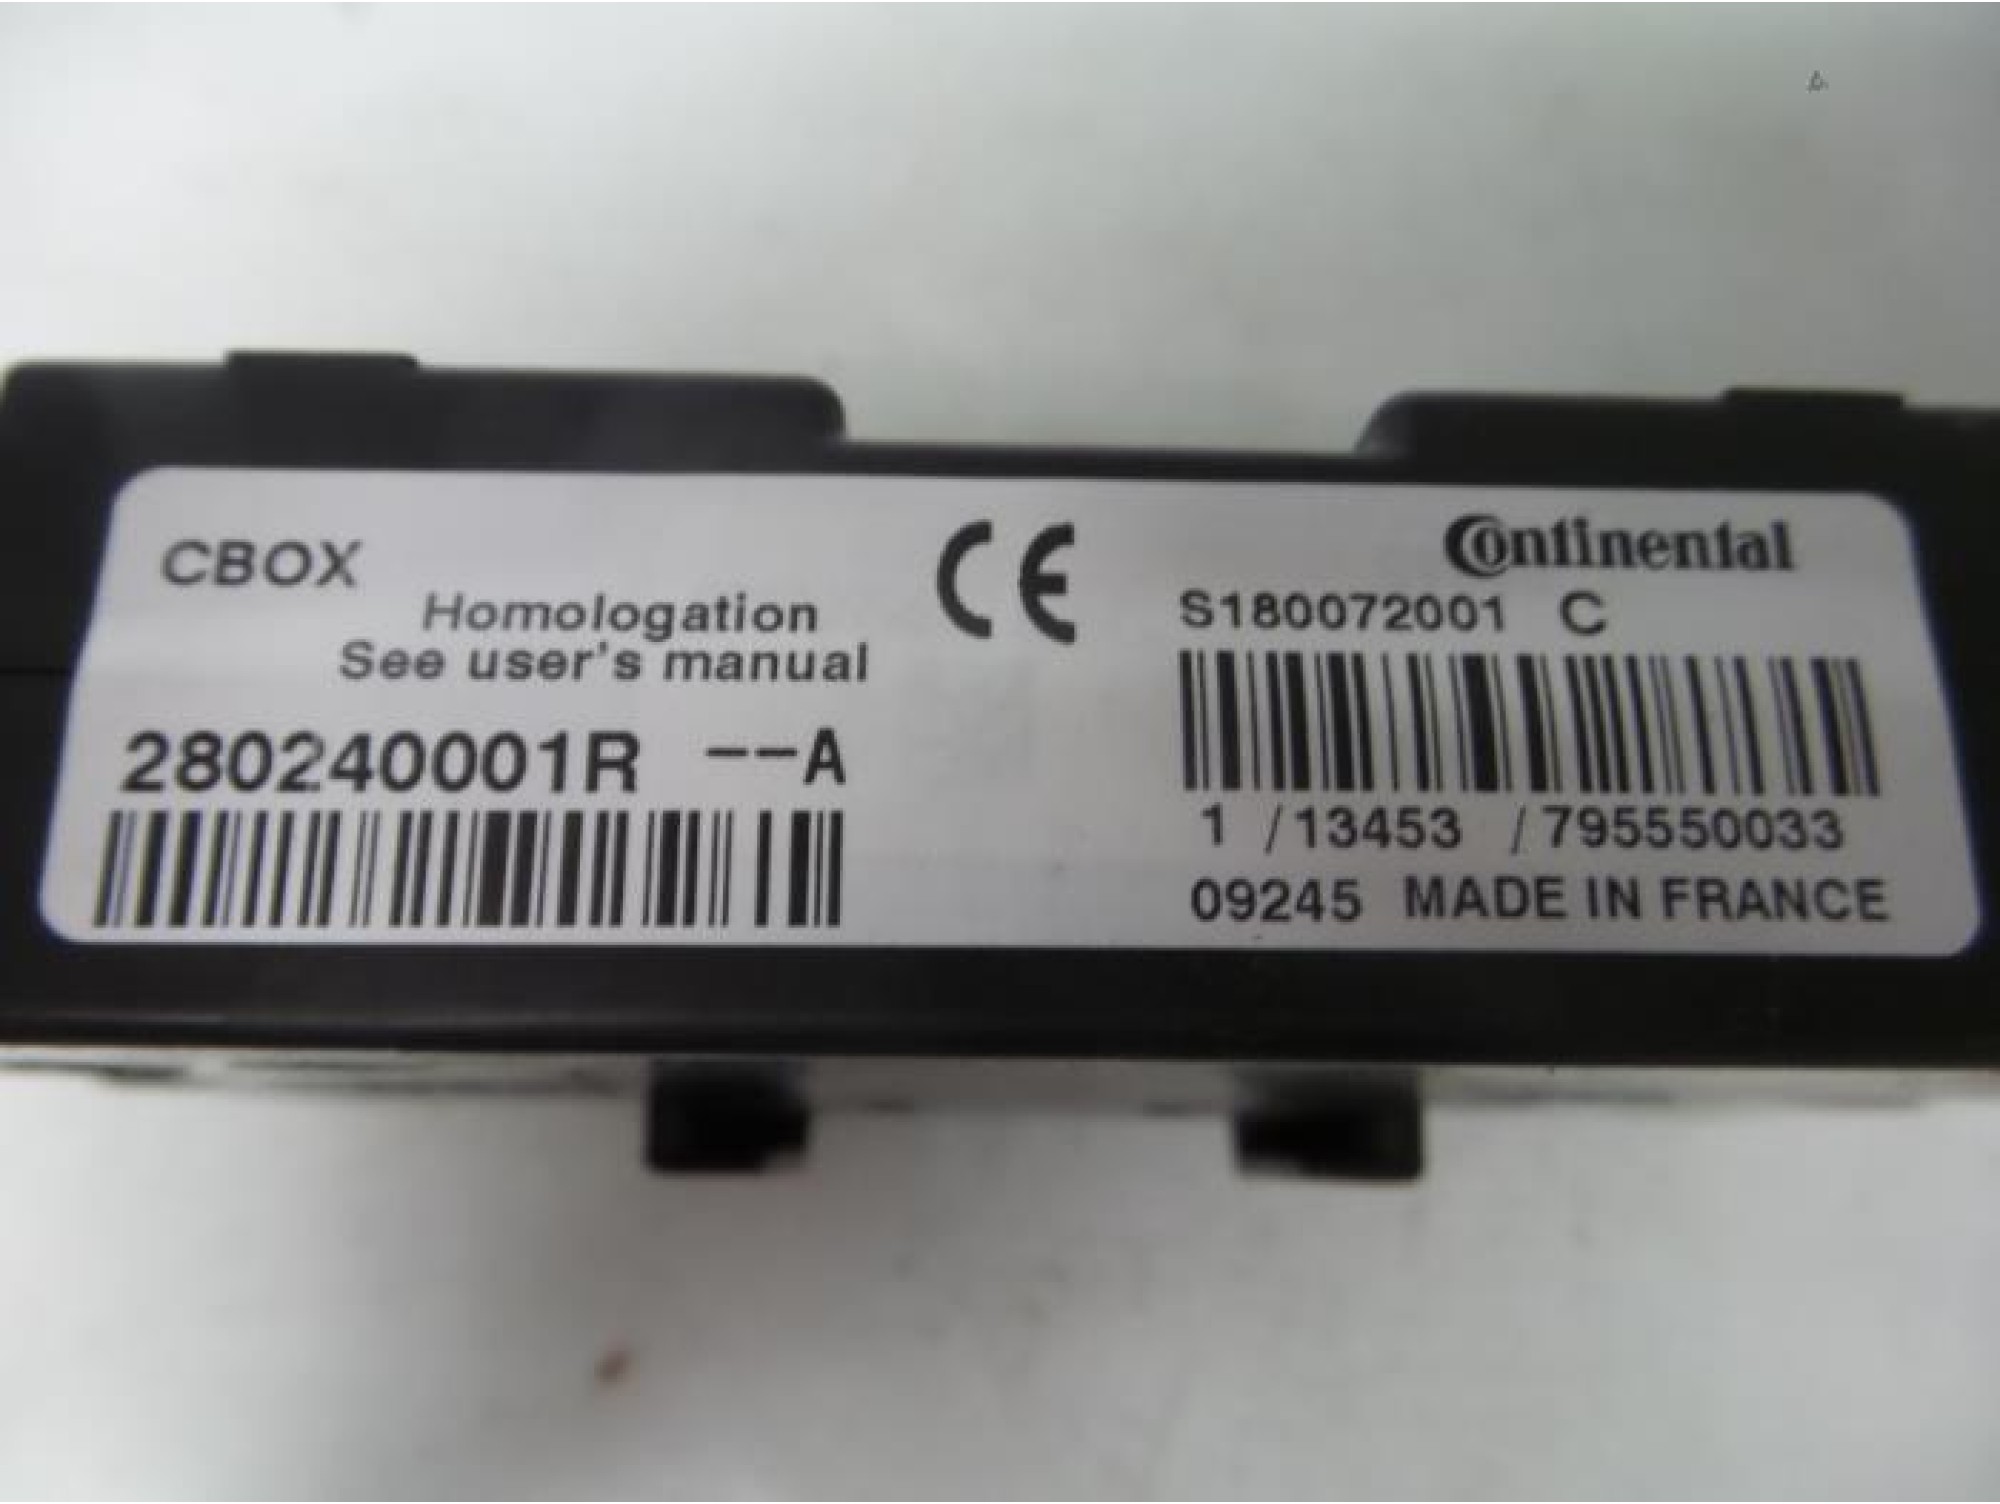 CBOX
Homologation
See user's manual
280240001R --A
CE
Continental
S180072001 C
1 /13453 /795550033
09245 MADE IN FRANCE